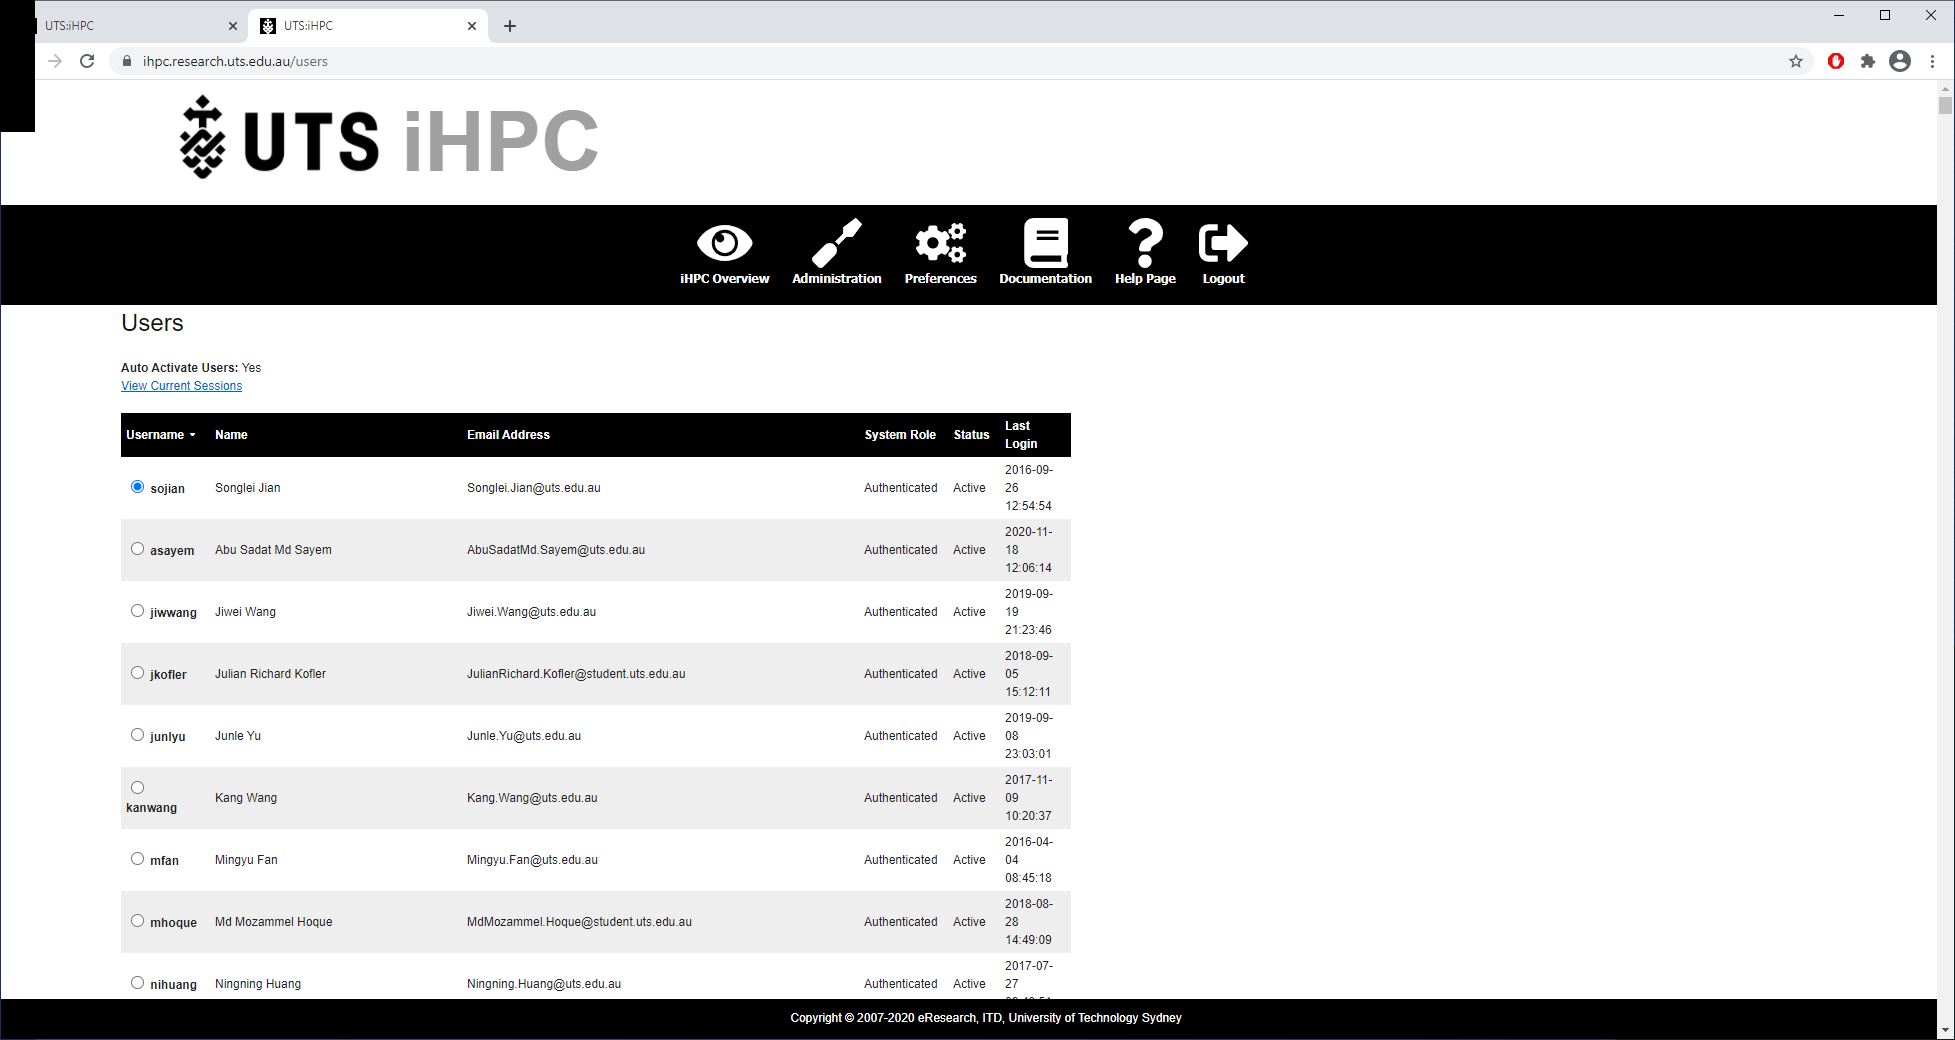 UTS:iHPC
UTS:iHPC
ihpc.research.uts.edu.au/users
UTS iHPC
iHPC Overview
Administration
Preferences
Documentation
Help Page
Logout
Users
Auto Activate Users: Yes
View Current Sessions
Username Name Email Address System Role Status Last
Login
sojian Songlei Jian Songlei.Jian@uts.edu.au Authenticated Active 2016-09-
26
12:54:54
asayem Abu Sadat Md Sayem AbuSadatMd.Sayem@uts.edu.au Authenticated Active 2020-11-
18
12:06:14
jiwwang Jiwei Wang Jiwei.Wang@uts.edu.au Authenticated Active 2019-09-
19
21:23:46
jkofler Julian Richard Kofler JulianRichard.Kofler@student.uts.edu.au Authenticated Active 2018-09-
05
15:12:11
junlyu Junle Yu Junle.Yu@uts.edu.au Authenticated Active 2019-09-
08
23:03:01
kanwang Kang Wang Kang.Wang@uts.edu.au Authenticated Active 2017-11-
09
10:20:37
mfan Mingyu Fan Mingyu.Fan@uts.edu.au Authenticated Active 2016-04-
04
08:45:18
mhoque Md Mozammel Hoque MdMozammel.Hoque@student.uts.edu.au Authenticated Active 2018-08-
28
14:49:09
nihuang Ningning Huang Ningning.Huang@uts.edu.au Authenticated Active 2017-07-
27
Copyright © 2007-2020 eResearch, ITD, University of Technology Sydney